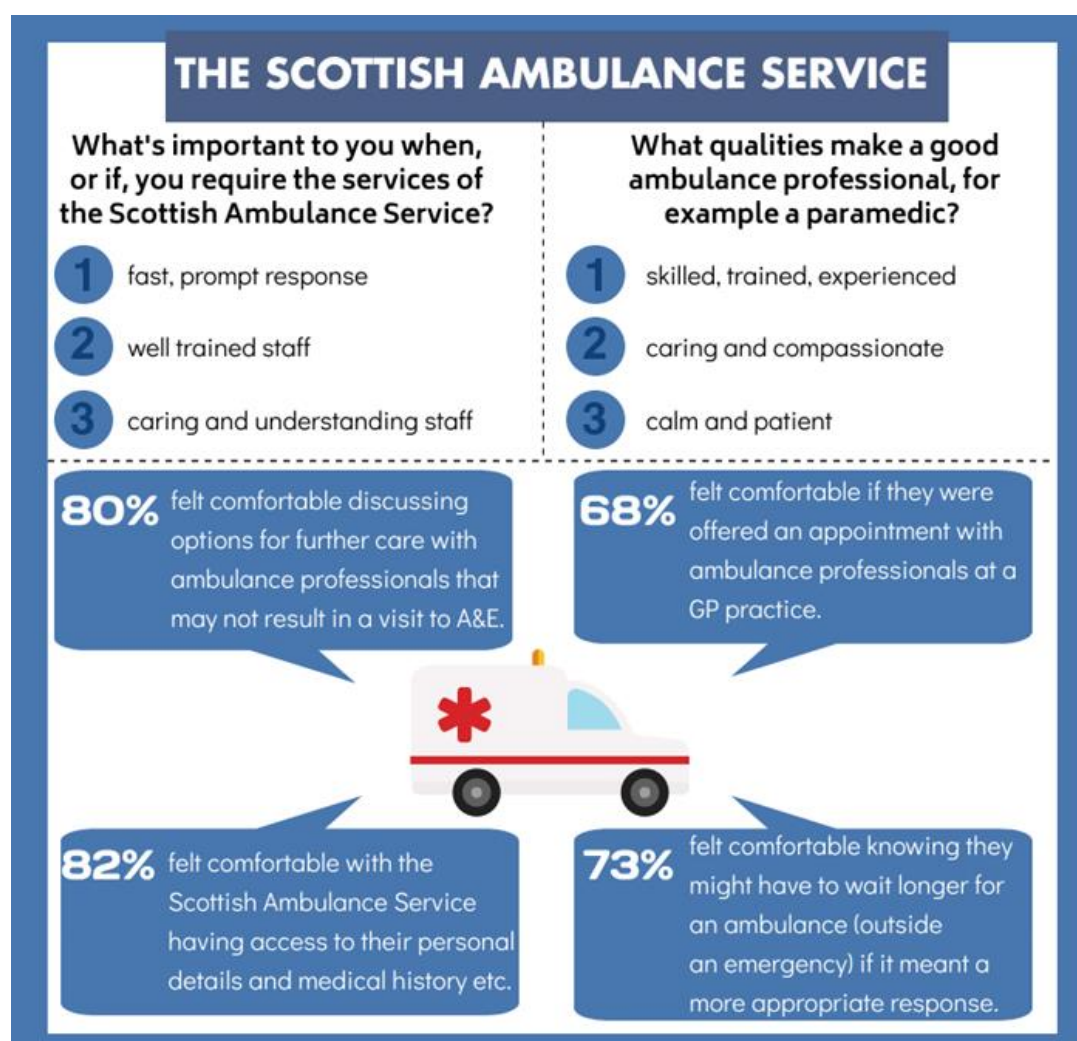 THE SCOTTISH AMBULANCE SERVICE
What's important to you when,
or if, you require the services of
the Scottish Ambulance Service?
1 fast, prompt response
2 well trained staff
3 caring and understanding staff
What qualities make a good
ambulance professional, for
example a paramedic?
1 skilled, trained, experienced
2 caring and compassionate
3 calm and patient
80% felt comfortable discussing
options for further care with
ambulance professionals that
may not result in a visit to A&E.
68% felt comfortable if they were
offered an appointment with
ambulance professionals at a
GP practice.
82% felt comfortable with the
Scottish Ambulance Service
having access to their personal
details and medical history etc.
73% felt comfortable knowing they
might have to wait longer for
an ambulance (outside
an emergency) if it meant a
more appropriate response.